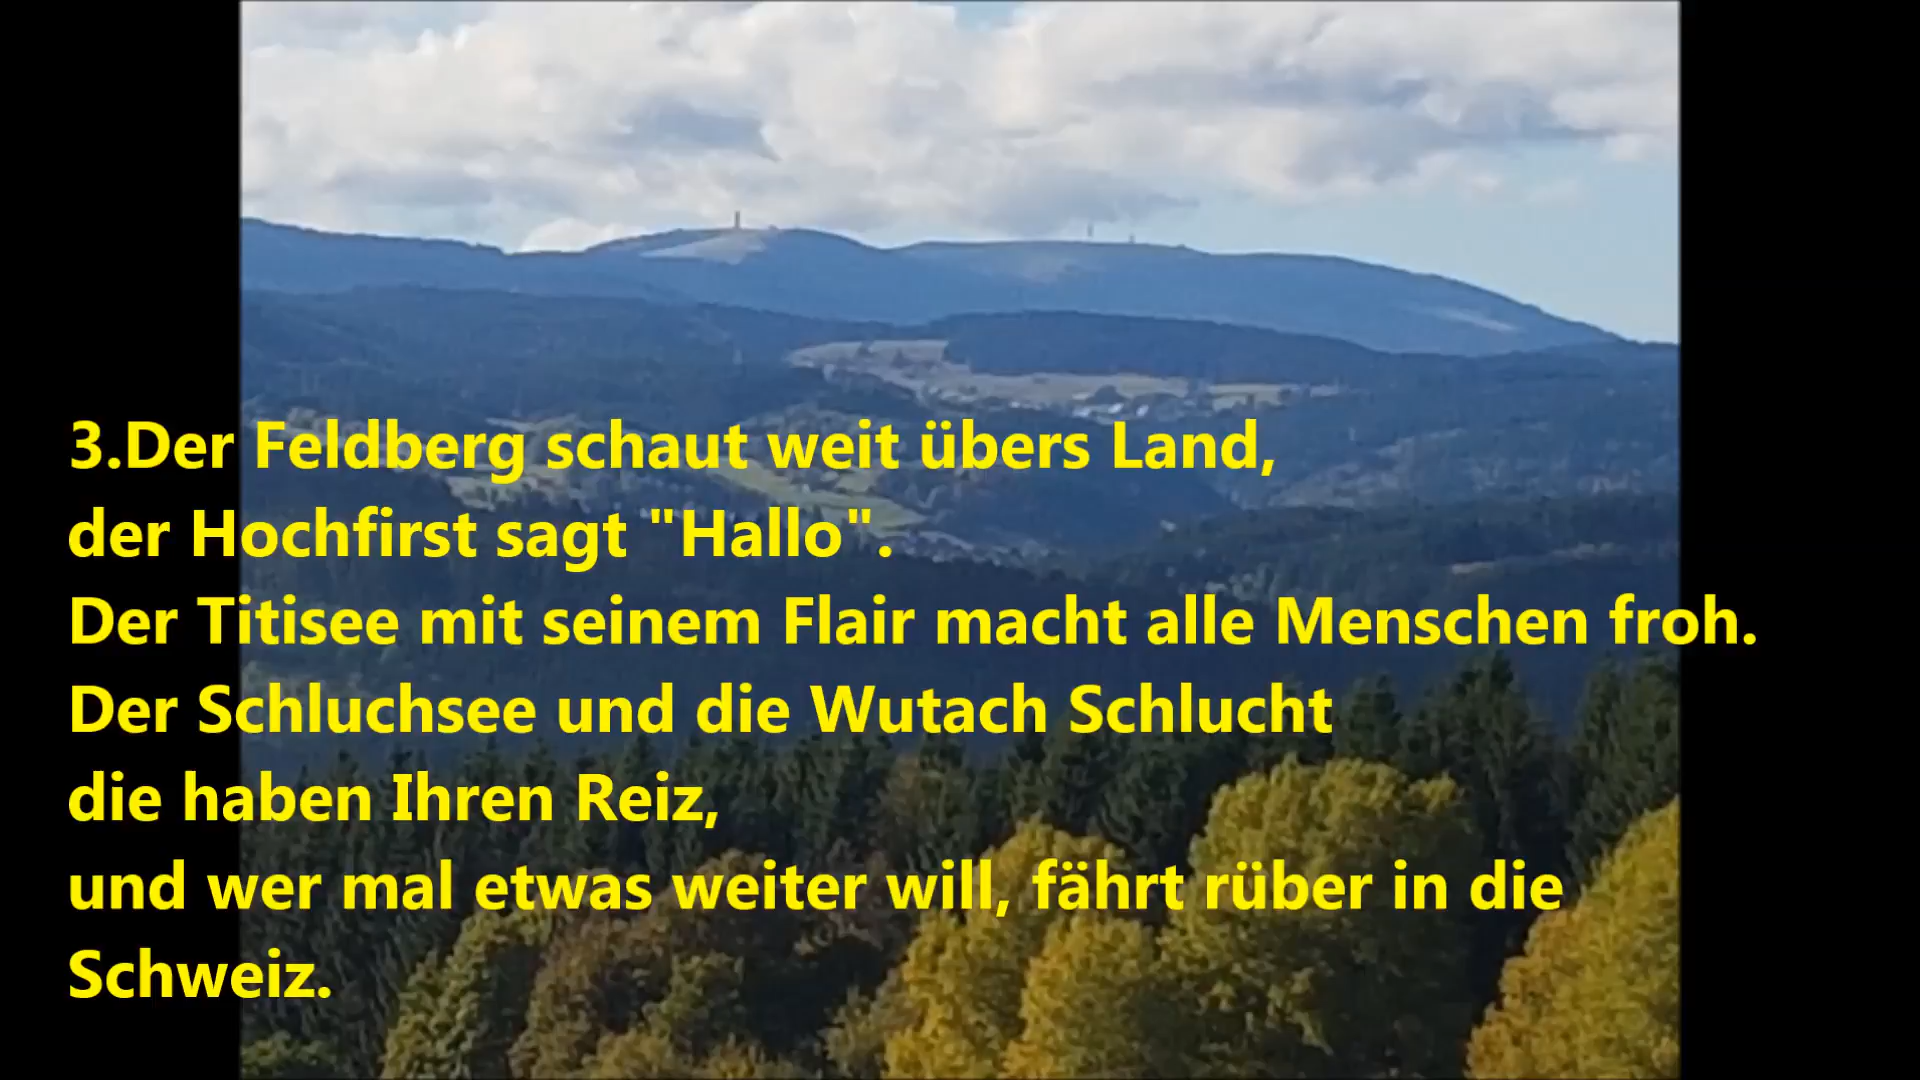 3.Der Feldberg schaut weit übers Land,
der Hochfirst sagt "Hallo".
Der Titisee mit seinem Flair macht alle Menschen froh.
Der Schluchsee und die Wutach Schlucht
die haben Ihren Reiz,
und wer mal etwas weiter will, fährt rüber in die
Schweiz.